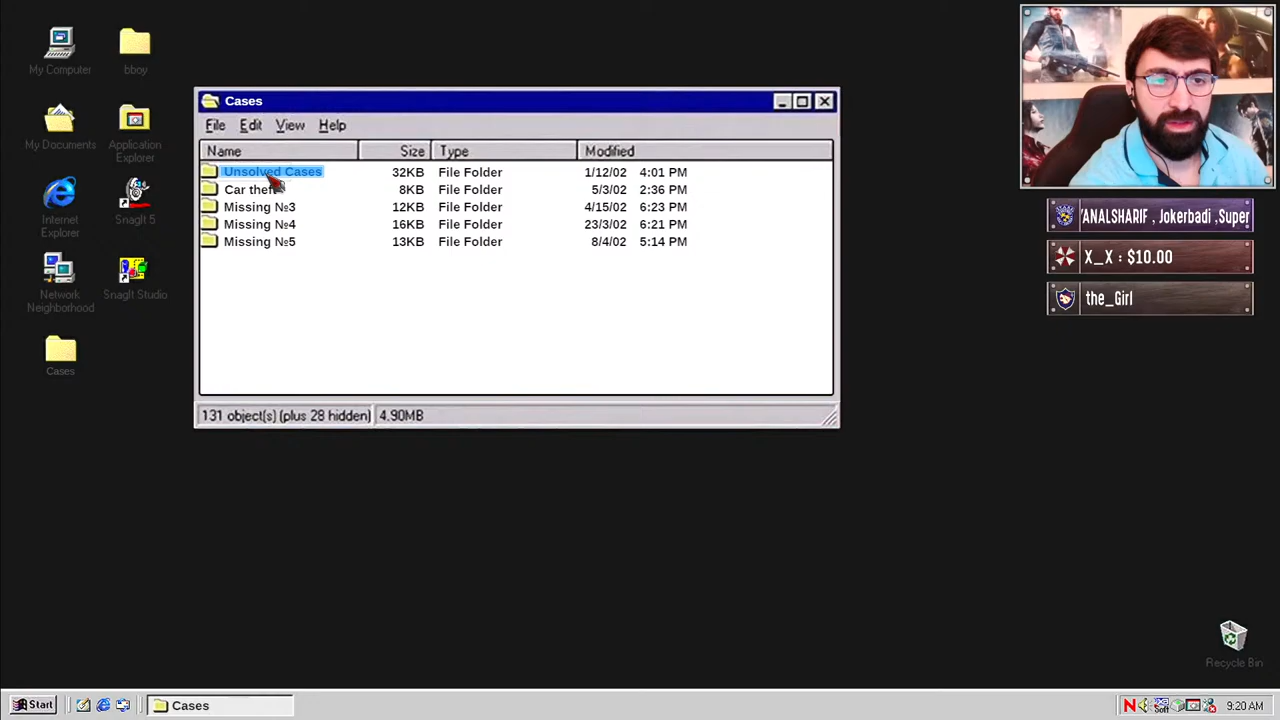 My Computer
bboy
My Documents
Application
Explorer
Internet
Explorer
SnagIt 5
Network
Neighborhood
SnagIt Studio
Cases
Cases
File Edit View Help
Name Size Type Modified
Unsolved Cases 32KB File Folder 1/12/02 4:01 PM
Car theft 8KB File Folder 5/3/02 2:36 PM
Missing №3 12KB File Folder 4/15/02 6:23 PM
Missing №4 16KB File Folder 23/3/02 6:21 PM
Missing №5 13KB File Folder 8/4/02 5:14 PM
131 object(s) (plus 28 hidden) 4.90MB
'ANALSHARIF , Jokerbadi ,Super
X_X : $10.00
the_Girl
Recycle Bin
Start Cases 9:20 AM